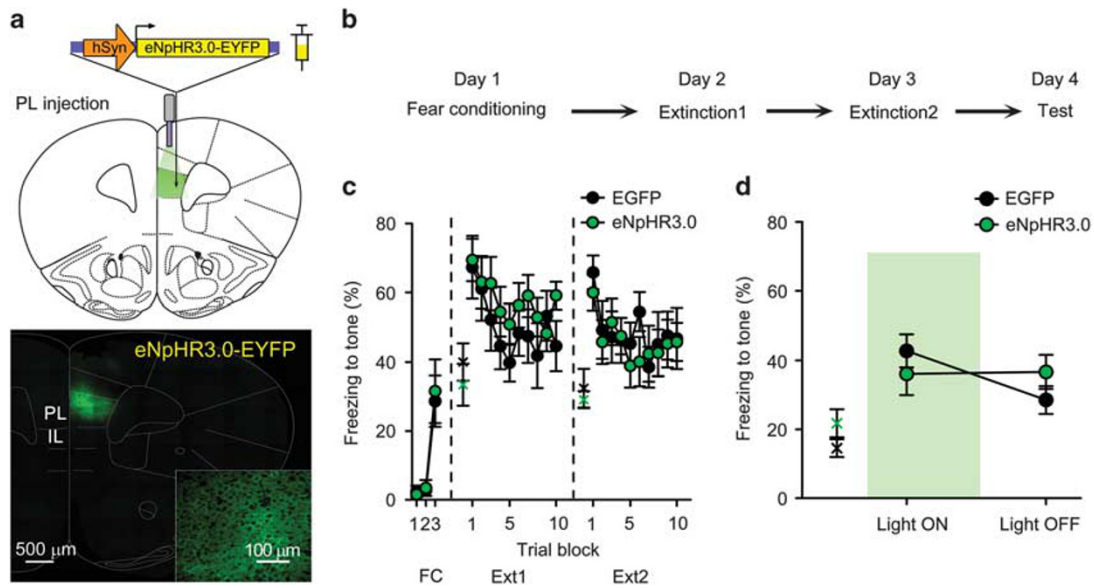 a
hSyn
eNpHR3.0-EYFP
PL injection
eNpHR3.0-EYFP
PL
IL
500 μm
100 μm
b
Day 1
Day 2
Day 3
Day 4
Fear conditioning
Extinction1
Extinction2
Test
c
EGFP
eNpHR3.0
Freezing to tone (%)
80
60
40
20
0
123
1
5
10
1
5
10
Trial block
FC
Ext1
Ext2
d
EGFP
eNpHR3.0
Freezing to tone (%)
80
60
40
20
0
Light ON
Light OFF